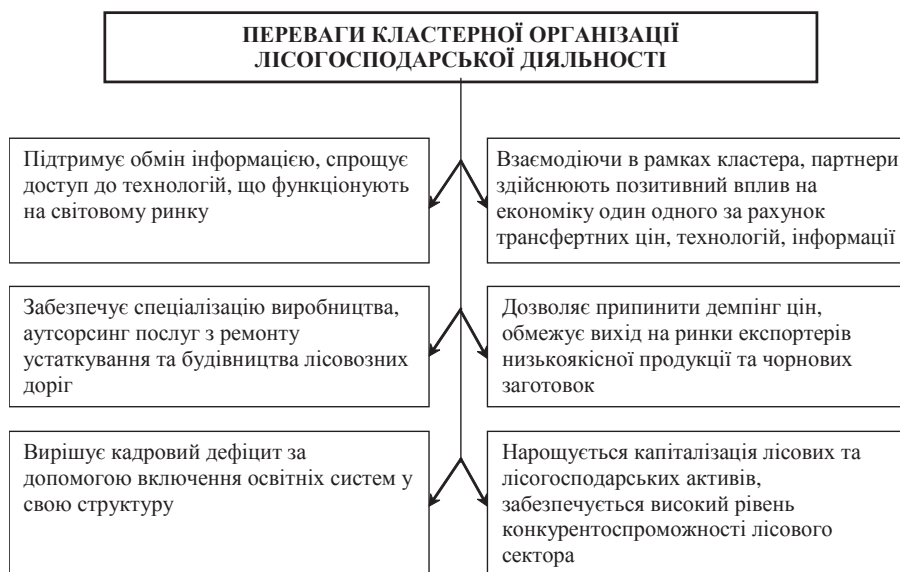 ПЕРЕВАГИ КЛАСТЕРНОЇ ОРГАНІЗАЦІЇ
ЛІСОГОСПОДАРСЬКОЇ ДІЯЛЬНОСТІ
Підтримує обмін інформацією, спрощує
доступ до технологій, що функціонують
на світовому ринку
Взаємодіючи в рамках кластера, партнери
здійснюють позитивний вплив на
економіку один одного за рахунок
трансфертних цін, технологій, інформації
Забезпечує спеціалізацію виробництва,
аутсорсинг послуг з ремонту
устаткування та будівництва лісовозних
доріг
Дозволяє припинити демпінг цін,
обмежує вихід на ринки експортерів
низькоякісної продукції та чорнових
заготовок
Вирішує кадровий дефіцит за
допомогою включення освітніх систем у
свою структуру
Нарощується капіталізація лісових та
лісогосподарських активів,
забезпечується високий рівень
конкурентоспроможності лісового
сектора